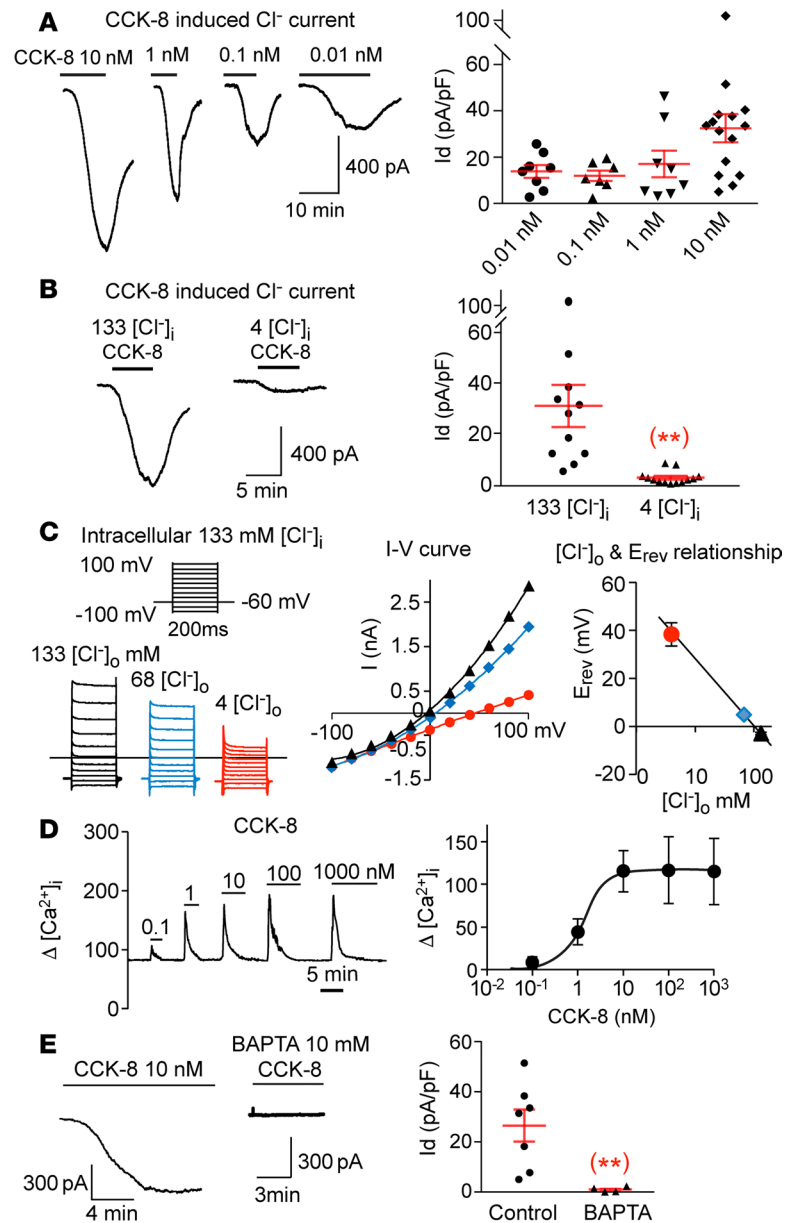 A
CCK-8 induced Cl⁻ current
CCK-8 10 nM 1 nM 0.1 nM 0.01 nM
400 pA
10 min
Id (pA/pF)
100
60
40
20
0
0.01 nM 0.1 nM 1 nM 10 nM
B
CCK-8 induced Cl⁻ current
133 [Cl⁻]i 4 [Cl⁻]i
CCK-8 CCK-8
400 pA
5 min
Id (pA/pF)
100
60
40
20
0
(**)
133 [Cl⁻]i 4 [Cl⁻]i
C
Intracellular 133 mM [Cl⁻]i
100 mV
-100 mV
-60 mV
200ms
133 [Cl⁻]o mM
68 [Cl⁻]o
4 [Cl⁻]o
I-V curve
I (nA)
2.5
1.5
0.5
0
-0.5
-1.5
-100
100 mV
[Cl⁻]o & Erev relationship
Erev (mV)
60
40
20
0
-20
0 10 100
[Cl⁻]o mM
D
CCK-8
Δ [Ca²⁺]i
300
200
100
0
0.1
1
10
100
1000 nM
5 min
Δ [Ca²⁺]i
150
100
50
0
10⁻² 10⁻¹ 1 10 10² 10³
CCK-8 (nM)
E
CCK-8 10 nM
300 pA
4 min
BAPTA 10 mM
CCK-8
300 pA
3min
Id (pA/pF)
60
40
20
0
(**)
Control BAPTA